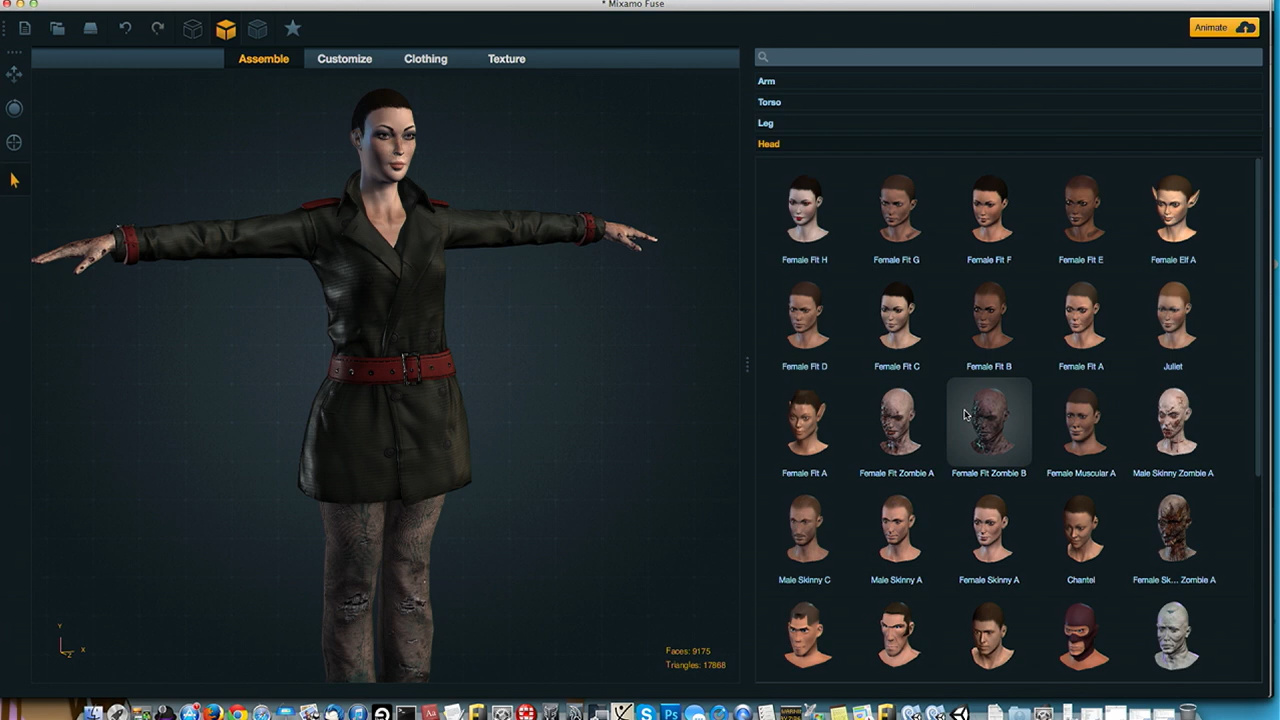 * Mixamo Fuse
Animate
Assemble Customize Clothing Texture
Arm
Torso
Leg
Head
Female Fit H Female Fit G Female Fit F Female Fit E Female Elf A
Female Fit D Female Fit C Female Fit B Female Fit A Juliet
Female Fit A Female Fit Zombie A Female Fit Zombie B Female Muscular A Male Skinny Zombie A
Male Skinny C Male Skinny A Female Skinny A Chantel Female Sk... Zombie A
Y
X
Z
Faces: 9175
Triangles: 17868
Aa
Ps